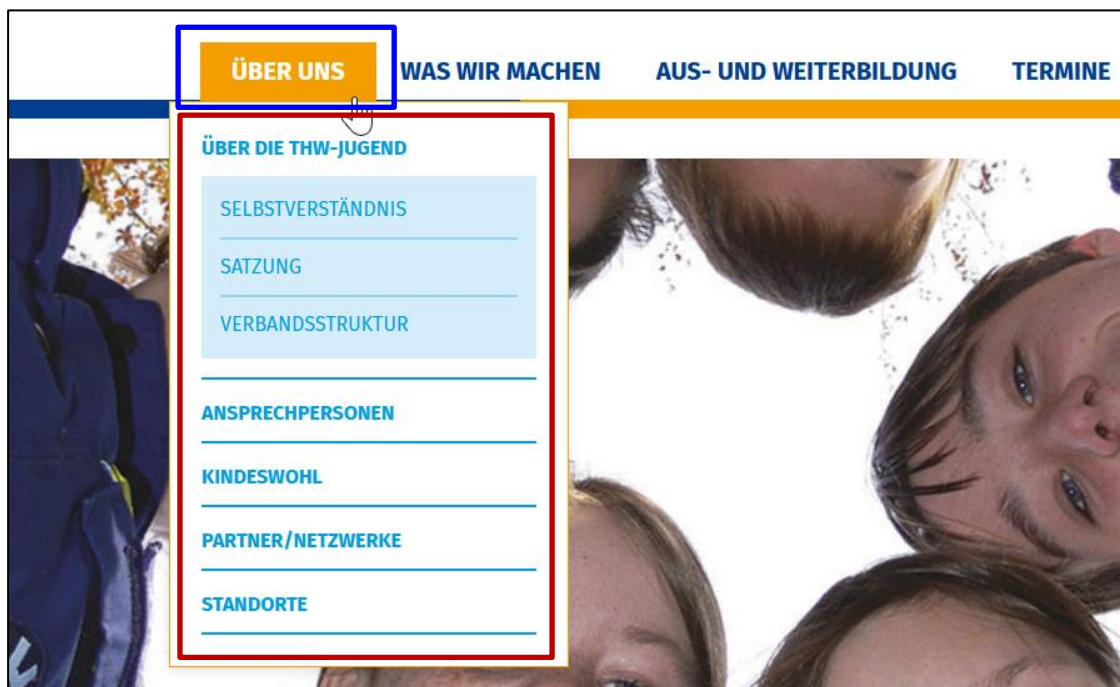 ÜBER UNS WAS WIR MACHEN AUS- UND WEITERBILDUNG TERMINE
ÜBER DIE THW-JUGEND
SELBSTVERSTÄNDNIS
SATZUNG
VERBANDSSTRUKTUR
ANSPRECHPERSONEN
KINDESWOHL
PARTNER/NETZWERKE
STANDORTE